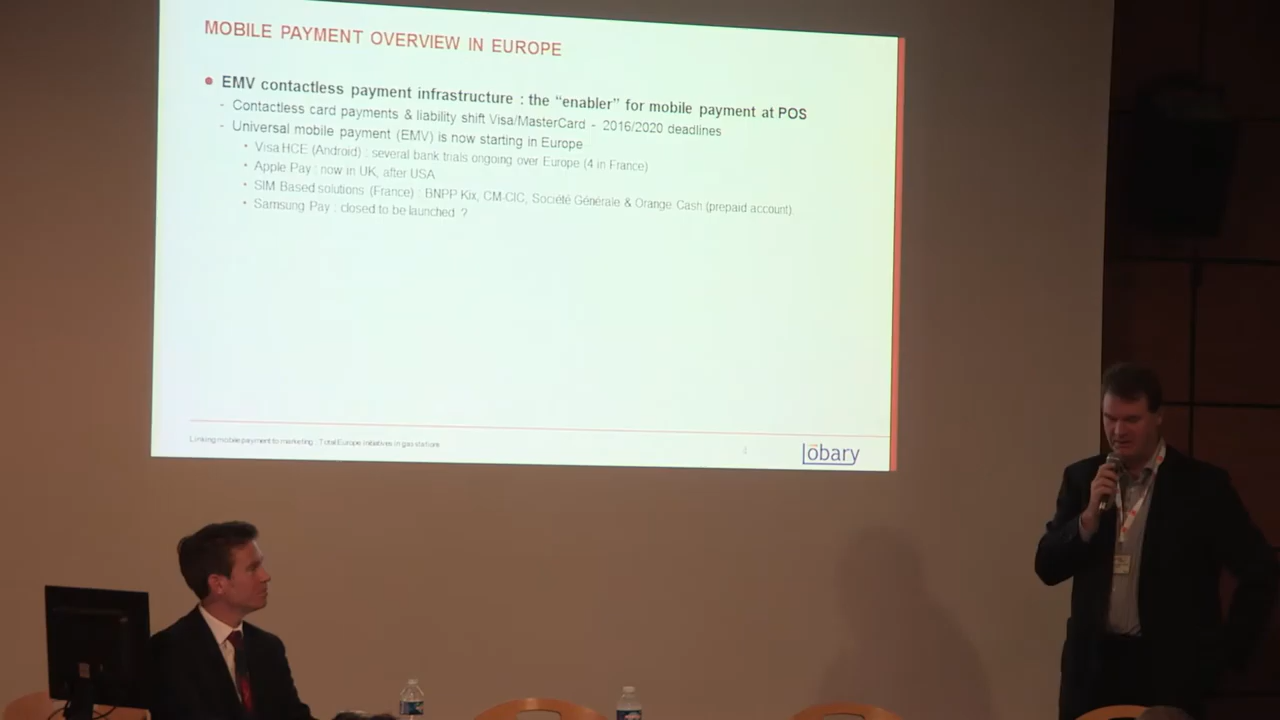 MOBILE PAYMENT OVERVIEW IN EUROPE
• EMV contactless payment infrastructure : the “enabler” for mobile payment at POS
- Contactless card payments & liability shift Visa/MasterCard - 2016/2020 deadlines
- Universal mobile payment (EMV) is now starting in Europe
• Visa HCE (Android) : several bank trials ongoing over Europe (4 in France)
• Apple Pay : now in UK, after USA
• SIM Based solutions (France) : BNPP Kix, CM-CIC, Société Générale & Orange Cash (prepaid account).
• Samsung Pay : closed to be launched ?
Linking mobile payment to marketing : Total Europe initiatives in gas stations
Lobary